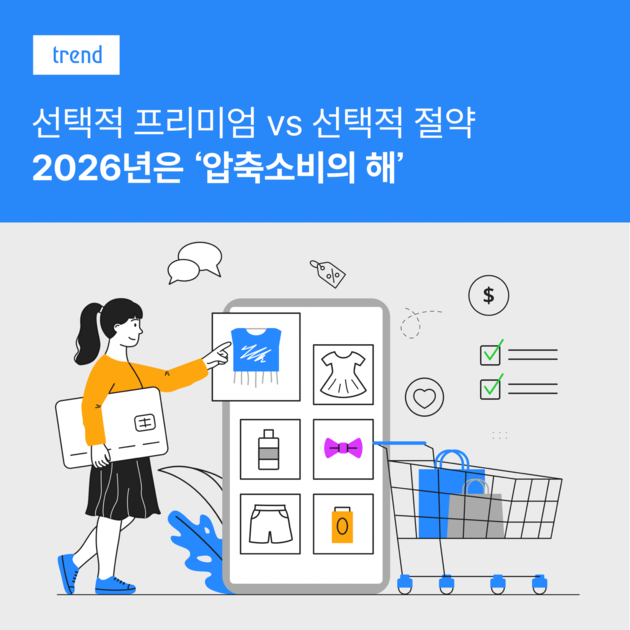 trend
선택적 프리미엄 vs 선택적 절약
2026년은 ‘압축소비의 해’
%
$